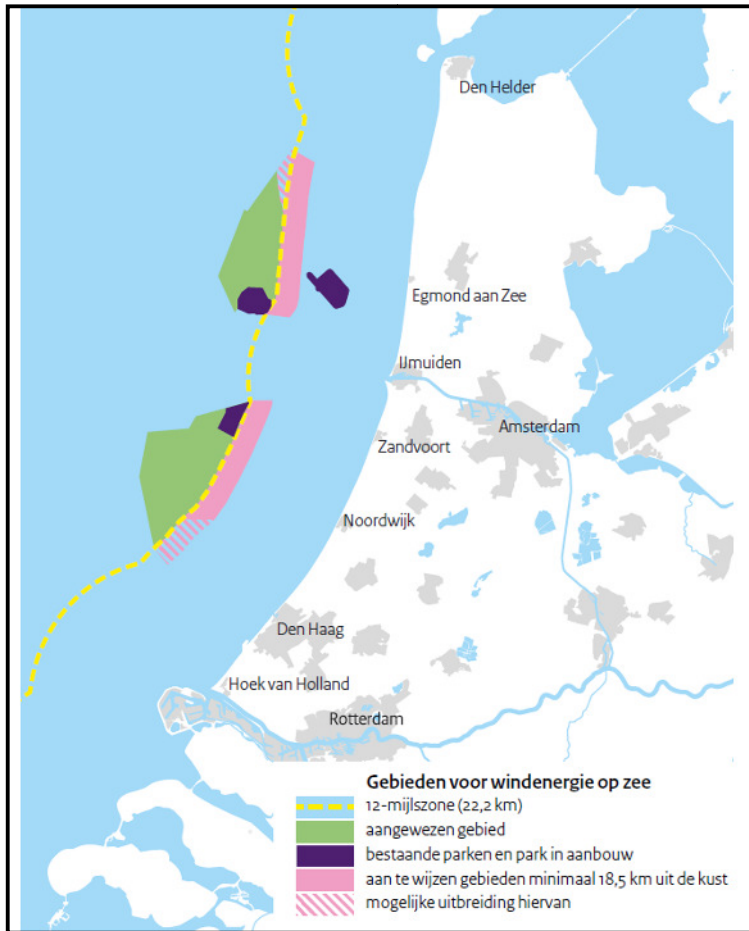 Den Helder
Egmond aan Zee
IJmuiden
Amsterdam
Zandvoort
Noordwijk
Den Haag
Hoek van Holland
Rotterdam
Gebieden voor windenergie op zee
12-mijlszone (22,2 km)
aangewezen gebied
bestaande parken en park in aanbouw
aan te wijzen gebieden minimaal 18,5 km uit de kust
mogelijke uitbreiding hiervan